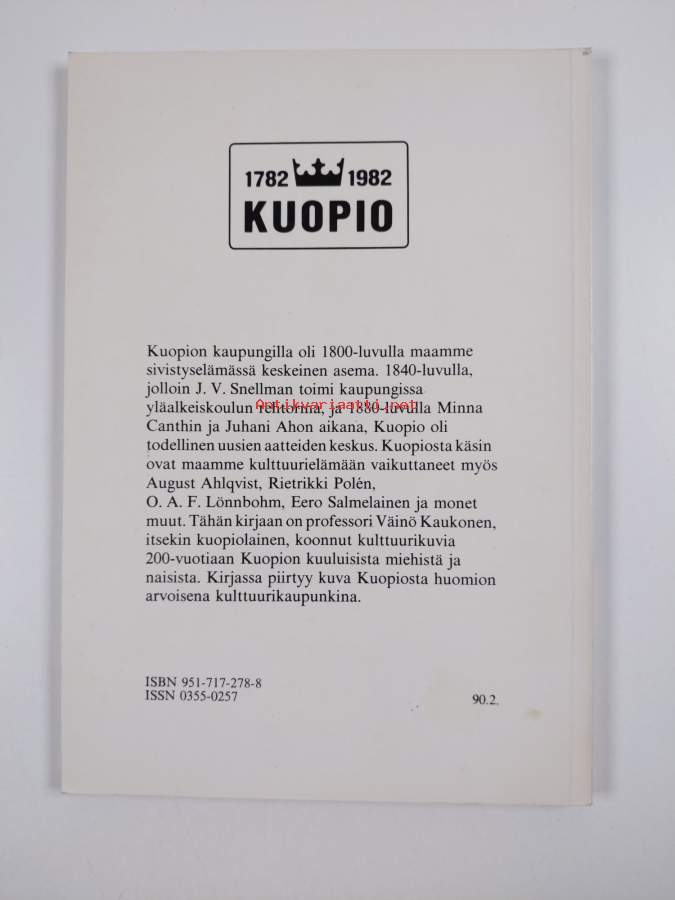 1782 1982
KUOPIO
Kuopion kaupungilla oli 1800-luvulla maamme
sivistyselämässä keskeinen asema. 1840-luvulla,
jolloin J. V. Snellman toimi kaupungissa
yläalkeiskoulun rehtorina, ja 1880-luvulla Minna
Antikvariaatti.net
Canthin ja Juhani Ahon aikana, Kuopio oli
todellinen uusien aatteiden keskus. Kuopiosta käsin
ovat maamme kulttuurielämään vaikuttaneet myös
August Ahlqvist, Rietrikki Polén,
O. A. F. Lönnbohm, Eero Salmelainen ja monet
muut. Tähän kirjaan on professori Väinö Kaukonen,
itsekin kuopiolainen, koonnut kulttuurikuvia
200-vuotiaan Kuopion kuuluisista miehistä ja
naisista. Kirjassa piirtyy kuva Kuopiosta huomion
arvoisena kulttuurikaupunkina.
ISBN 951-717-278-8
ISSN 0355-0257
90.2.